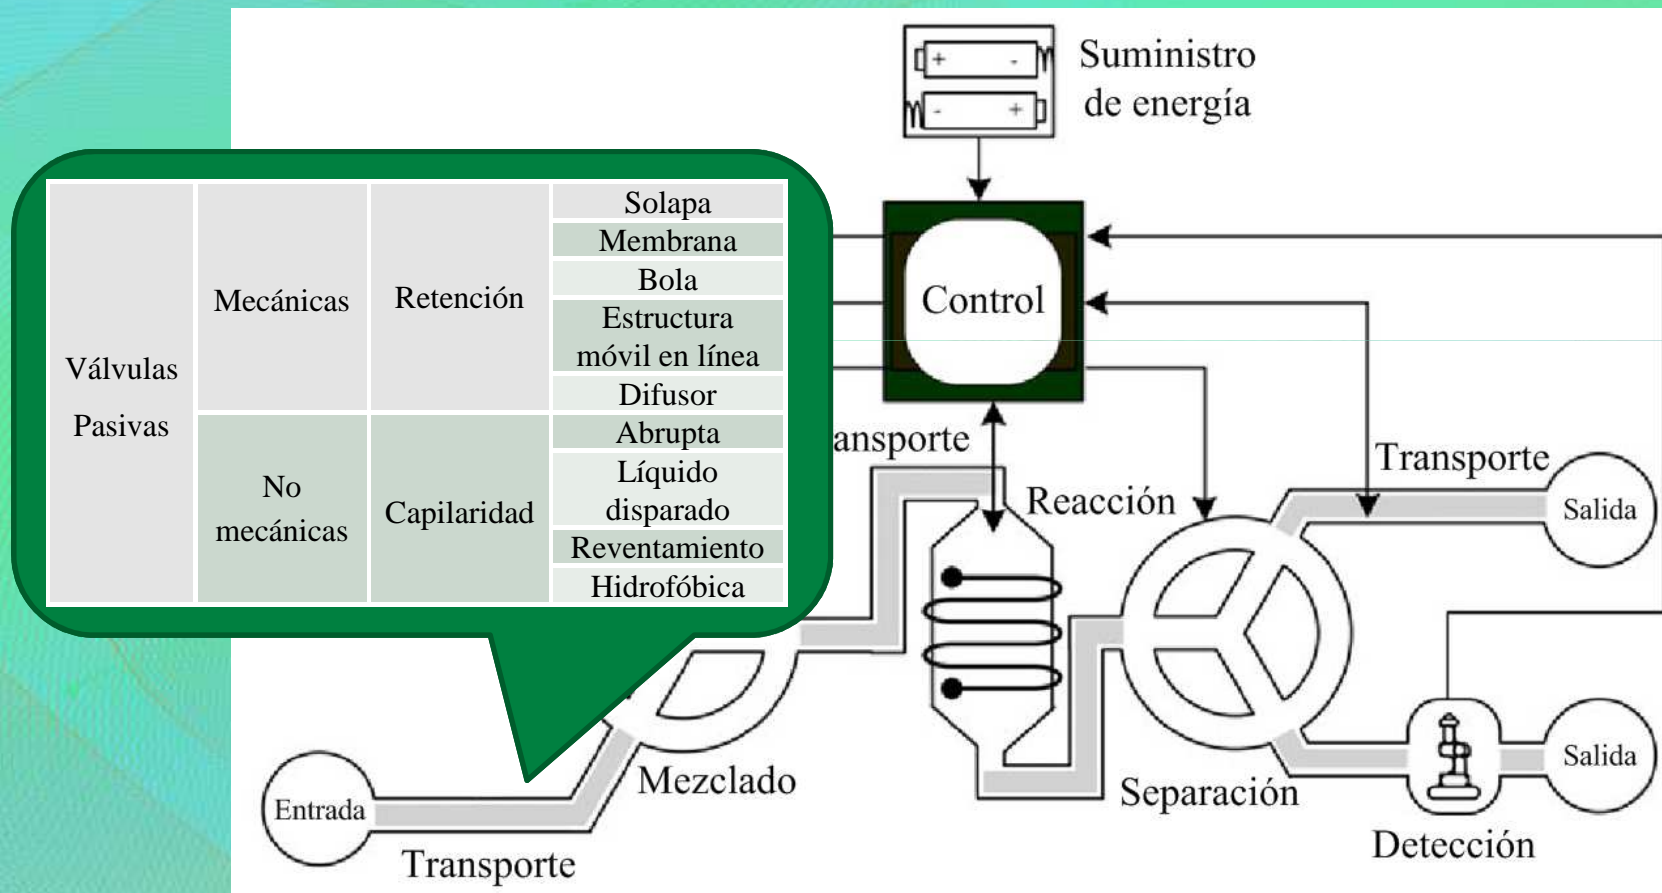 Suministro
de energía
+ -
- +
Control
Válvulas
Pasivas
Mecánicas
Retención
Solapa
Membrana
Bola
Estructura
móvil en línea
Difusor
No
mecánicas
Capilaridad
Abrupta
Líquido
disparado
Reventamiento
Hidrofóbica
ansporte
Reacción
Transporte
Salida
Entrada
Transporte
Mezclado
Separación
Salida
Detección